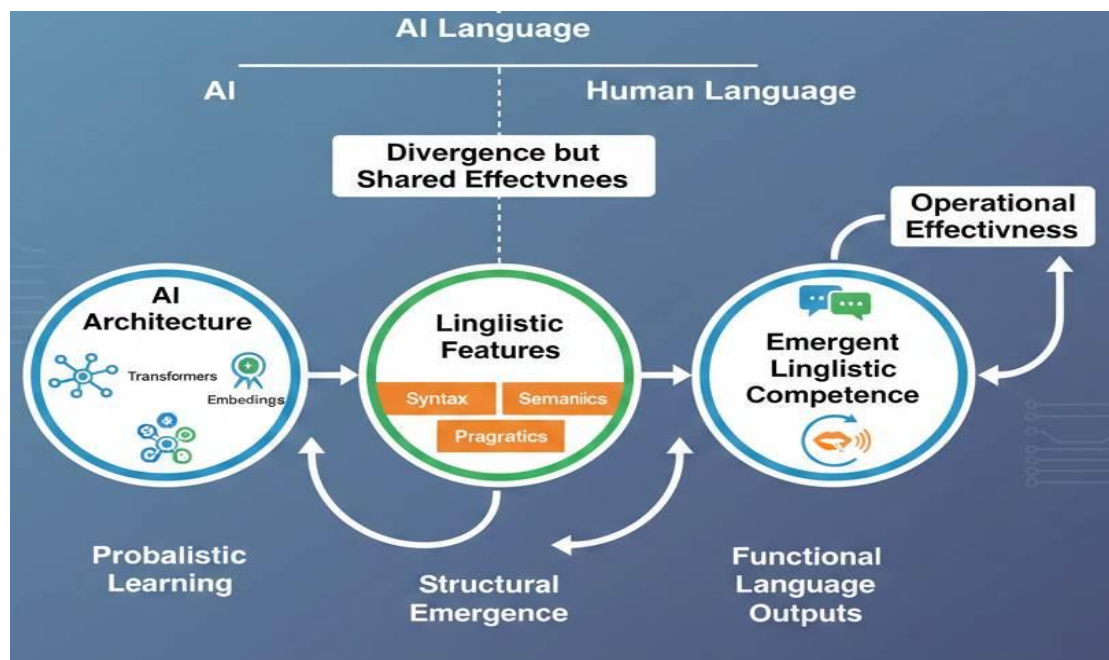 AI Language
AI
Human Language
Divergence but
Shared Effectvnees
Operational
Effectivness
AI
Architecture
Transformers
Embedings
Linglistic
Features
Syntax
Semaniics
Pragratics
Emergent
Linglistic
Competence
Probalistic
Learning
Structural
Emergence
Functional
Language
Outputs